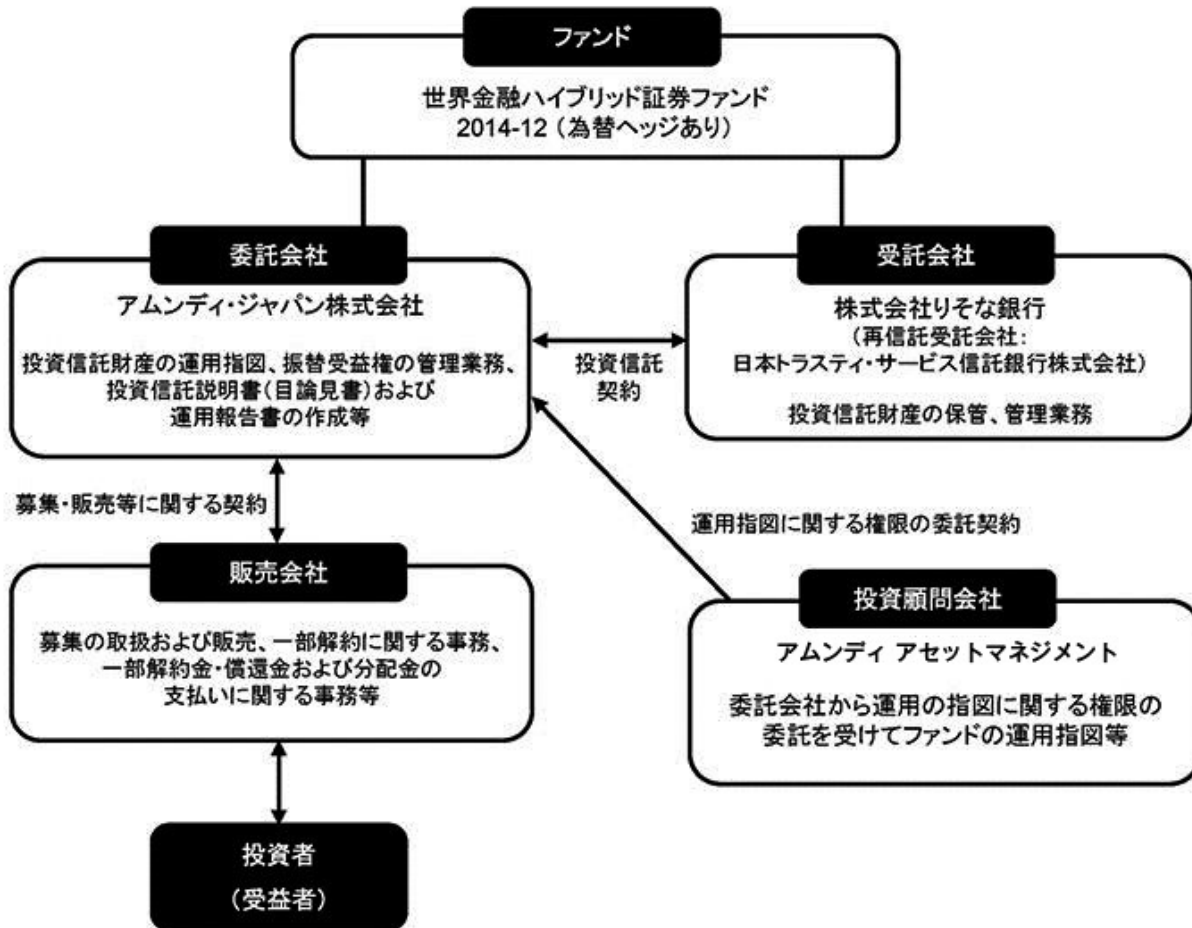 ファンド
世界金融ハイブリッド証券ファンド
2014-12（為替ヘッジあり）
委託会社
アムンディ・ジャパン株式会社
投資信託財産の運用指図、振替受益権の管理業務、
投資信託説明書（目論見書）および
運用報告書の作成等
投資信託
契約
受託会社
株式会社りそな銀行
（再信託受託会社：
日本トラスティ・サービス信託銀行株式会社）
投資信託財産の保管、管理業務
募集・販売等に関する契約
運用指図に関する権限の委託契約
販売会社
募集の取扱および販売、一部解約に関する事務、
一部解約金・償還金および分配金の
支払いに関する事務等
投資顧問会社
アムンディ アセットマネジメント
委託会社から運用の指図に関する権限の
委託を受けてファンドの運用指図等
投資者
（受益者）